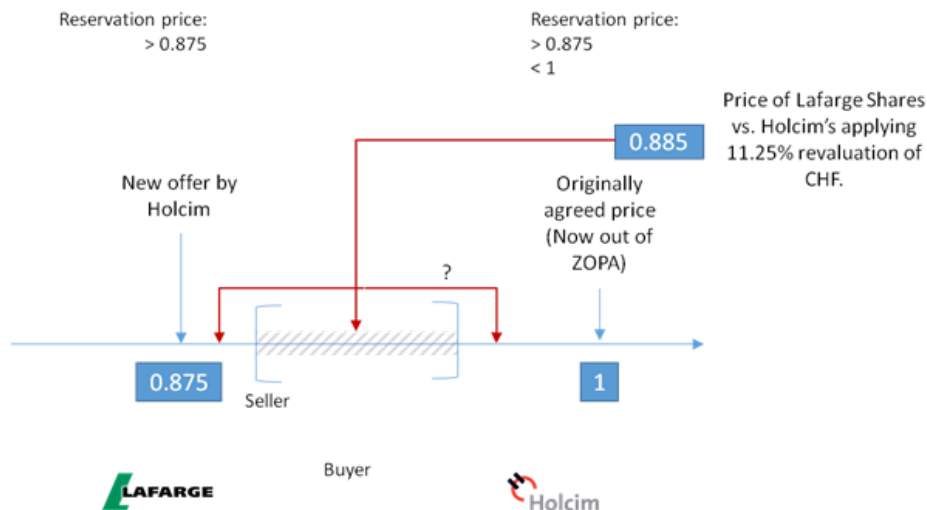 Reservation price:
> 0.875
Reservation price:
> 0.875
< 1
0.885
Price of Lafarge Shares
vs. Holcim's applying
11.25% revaluation of
CHF.
New offer by
Holcim
Originally
agreed price
(Now out of
ZOPA)
?
0.875
1
Seller
Buyer
LAFARGE
Holcim